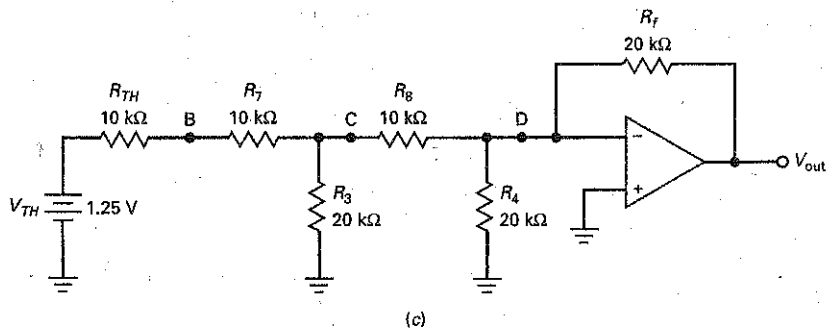 R_f
20 kΩ
R_TH
10 kΩ
B
R_7
10 kΩ
C
R_8
10 kΩ
D
−
+
V_out
V_TH
1.25 V
R_3
20 kΩ
R_4
20 kΩ
(c)